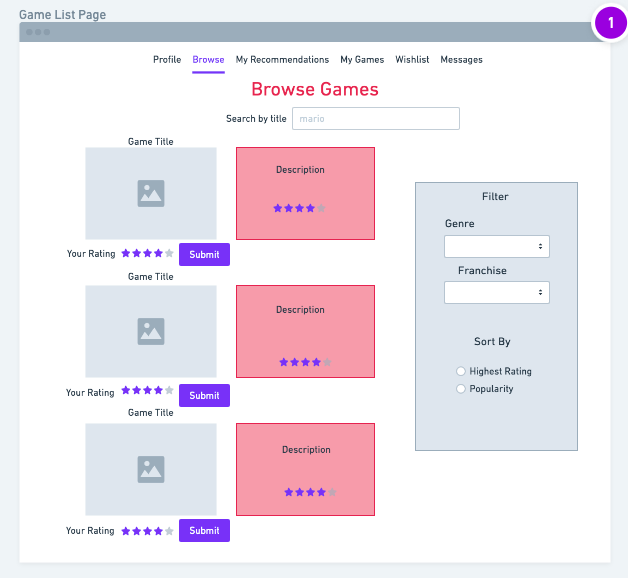 Game List Page
1
Profile Browse My Recommendations My Games Wishlist Messages
Browse Games
Search by title mario
Game Title
Description
Your Rating Submit
Game Title
Description
Your Rating Submit
Game Title
Description
Your Rating Submit
Filter
Genre
Franchise
Sort By
Highest Rating
Popularity